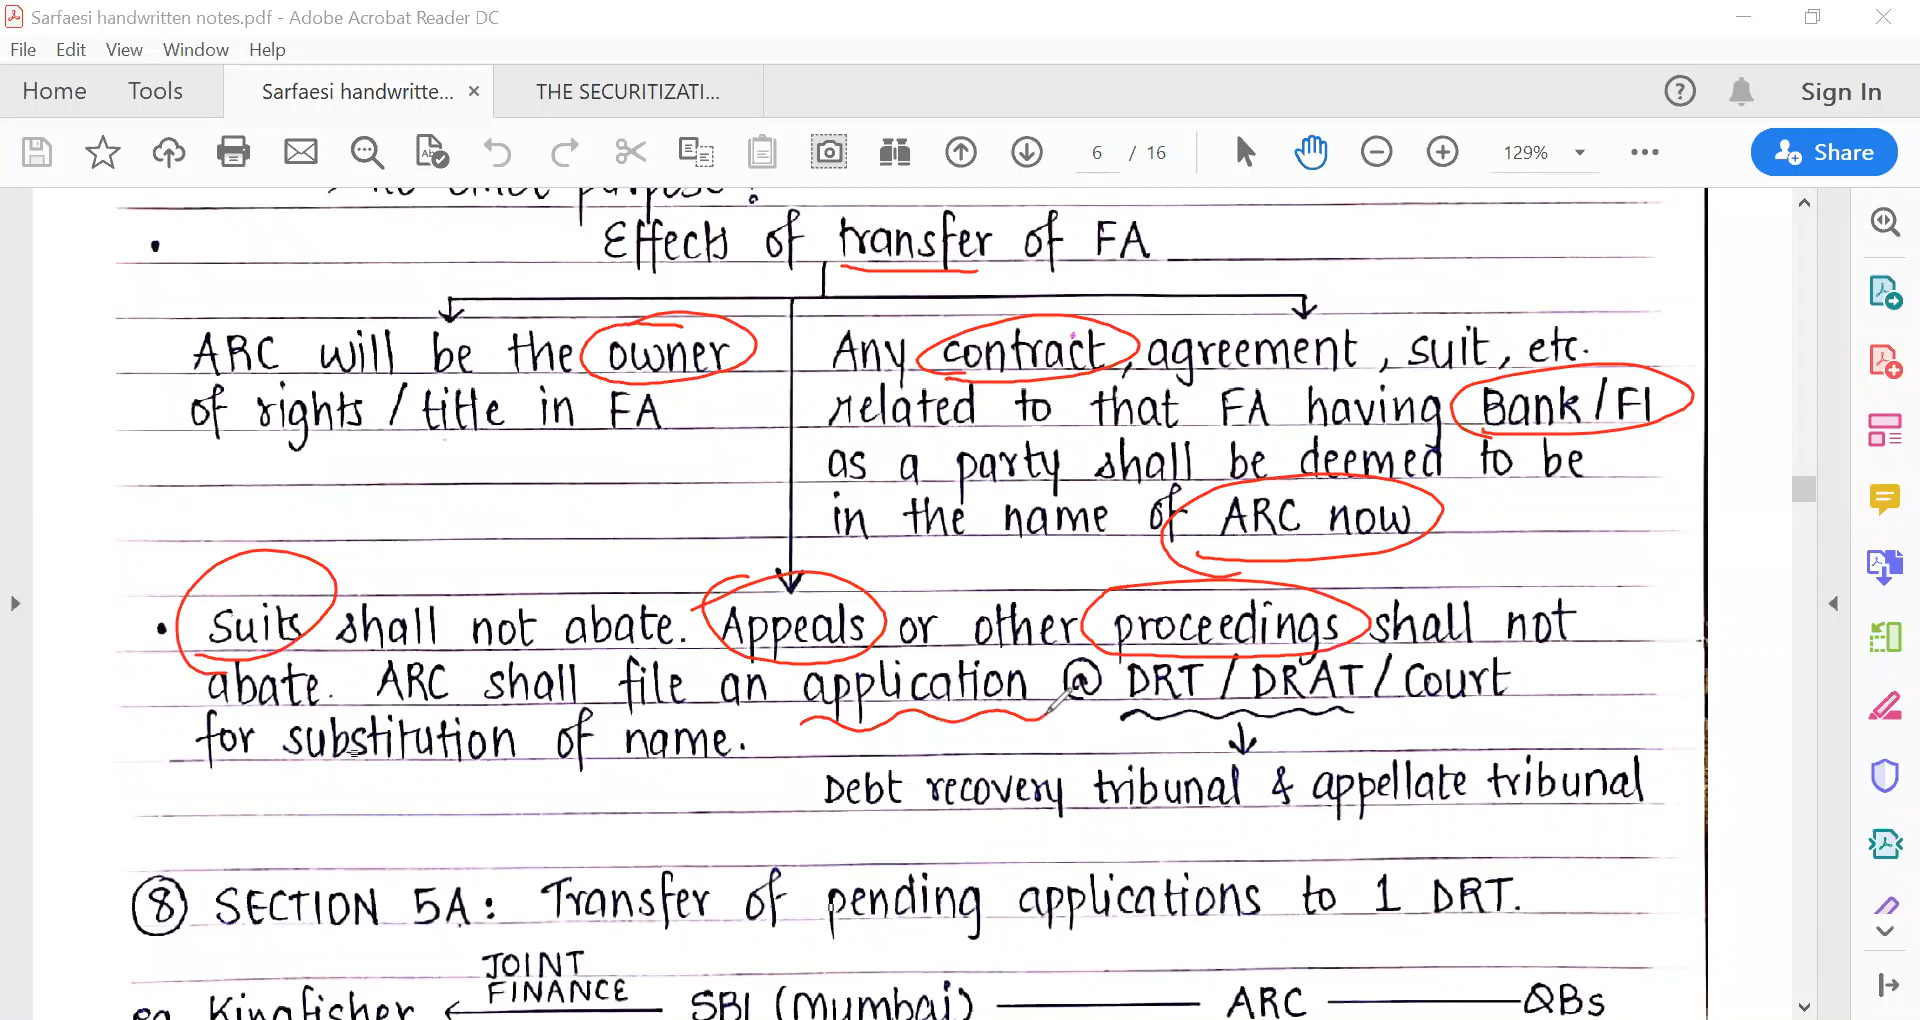 Sarfaesi handwritten notes.pdf - Adobe Acrobat Reader DC
File Edit View Window Help
Home Tools Sarfaesi handwritte... × THE SECURITIZATI... Sign In
6 / 16 129% Share
Effects of transfer of FA
ARC will be the owner
of rights / title in FA
Any contract, agreement, suit, etc.
related to that FA having Bank/FI
as a party shall be deemed to be
in the name of ARC now
• Suits shall not abate. Appeals or other proceedings shall not
abate. ARC shall file an application @ DRT / DRAT / Court
for substitution of name.
Debt recovery tribunal & appellate tribunal
⑧ SECTION 5A: Transfer of pending applications to 1 DRT.
JOINT
FINANCE
eg Kingfisher SBI (Mumbai) ARC QBs